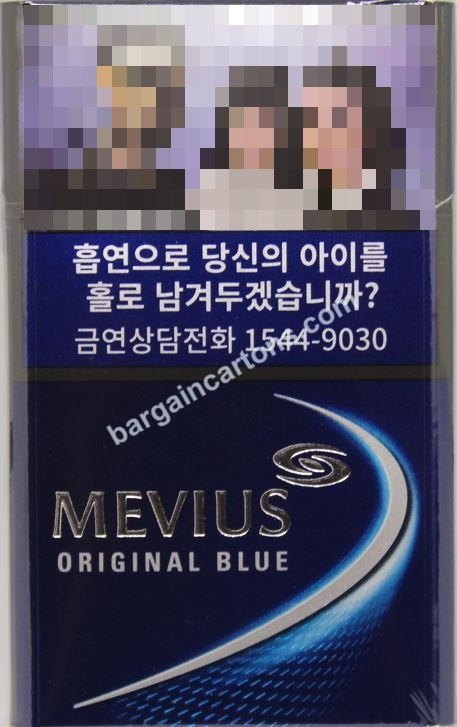 흡연으로 당신의 아이를
홀로 남겨두겠습니까?
금연상담전화 1544-9030
bargaincartons.com
MEVIUS
ORIGINAL BLUE